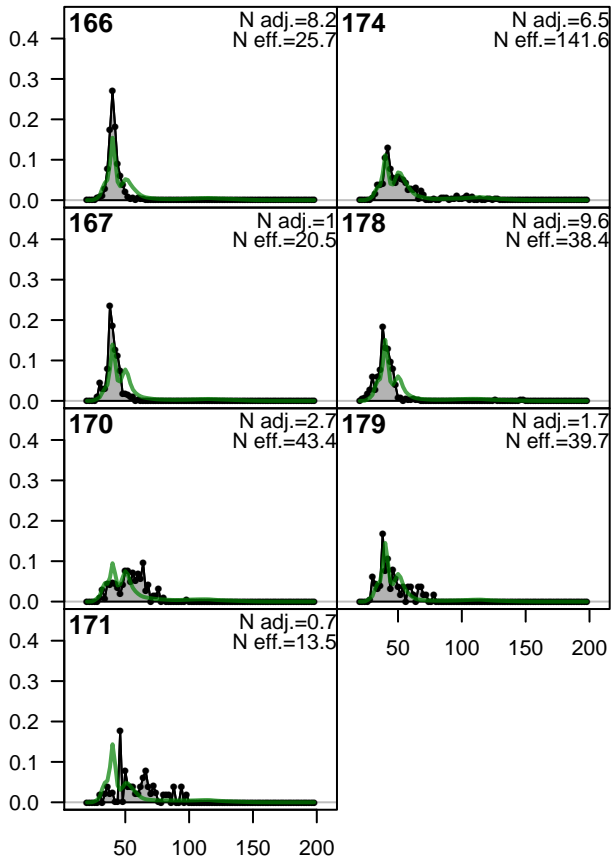 166
N adj.=8.2
N eff.=25.7
174
N adj.=6.5
N eff.=141.6
0.4
0.3
0.2
0.1
0.0
167
N adj.=1
N eff.=20.5
178
N adj.=9.6
N eff.=38.4
0.4
0.3
0.2
0.1
0.0
170
N adj.=2.7
N eff.=43.4
179
N adj.=1.7
N eff.=39.7
0.4
0.3
0.2
0.1
0.0
171
N adj.=0.7
N eff.=13.5
0.4
0.3
0.2
0.1
0.0
50 100 150 200
50 100 150 200